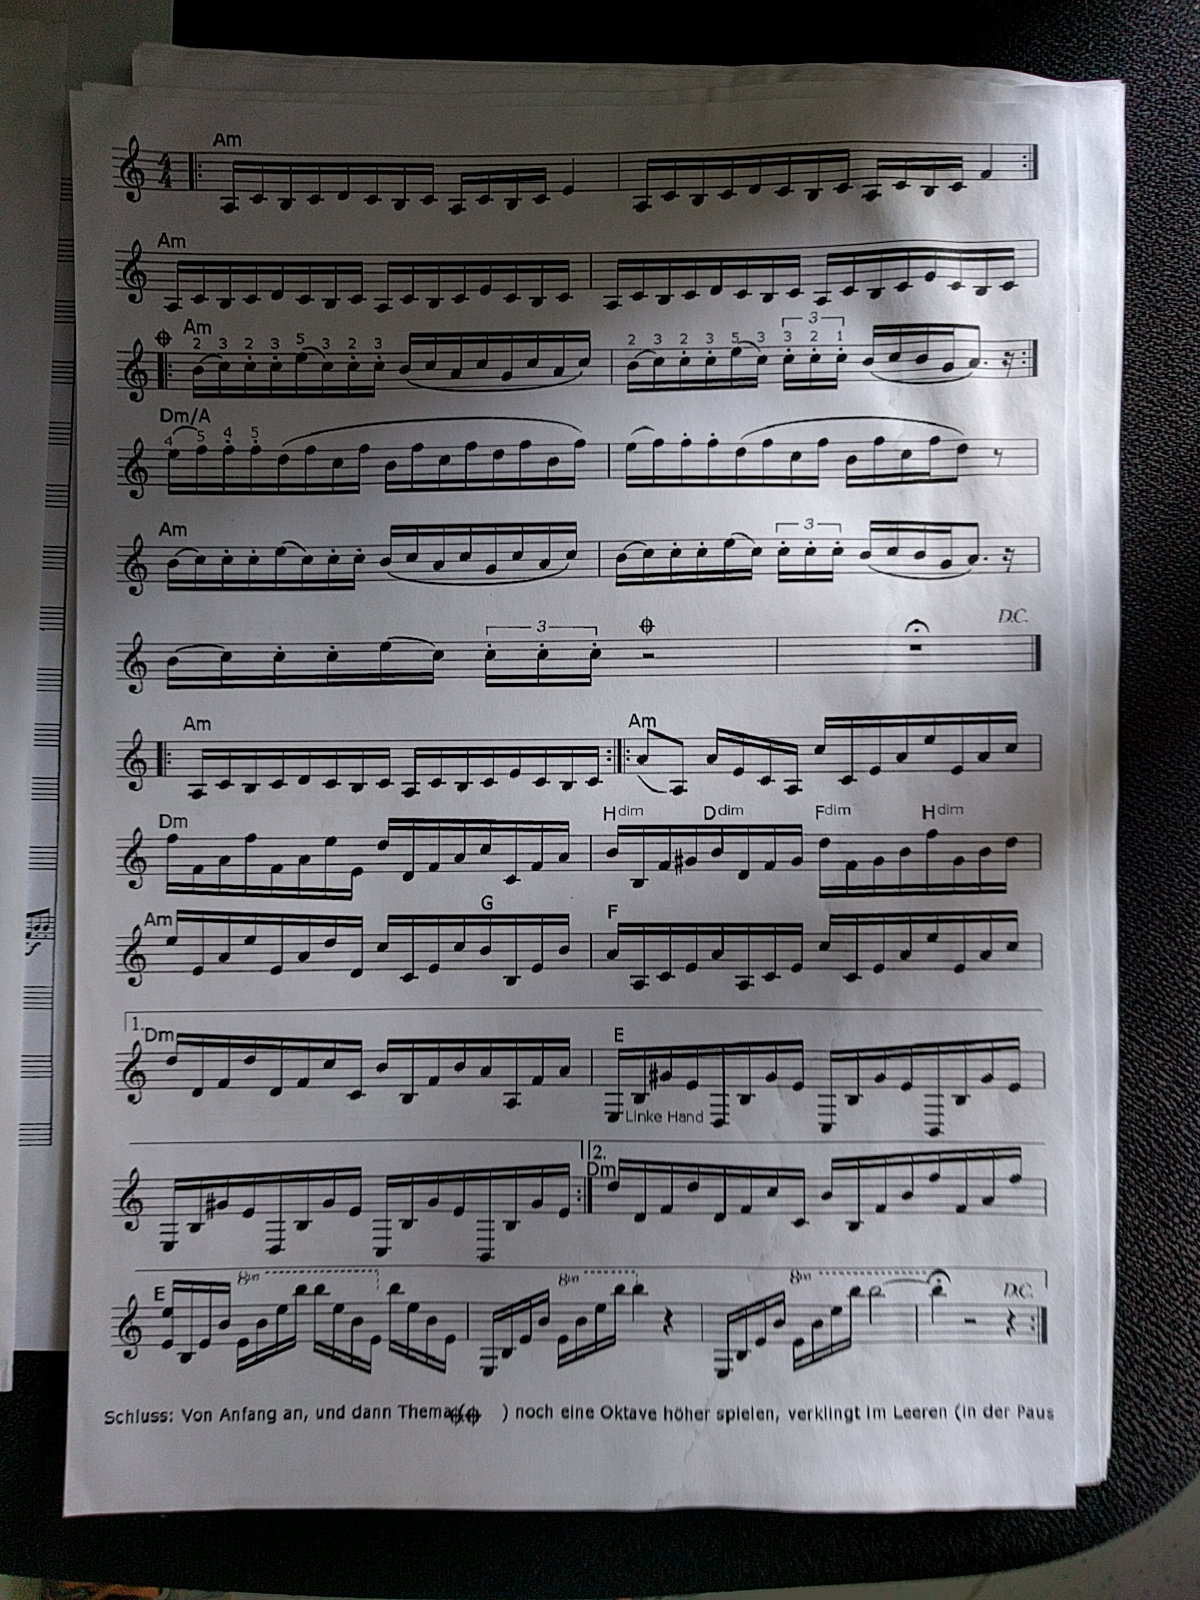 Am
4
4
Am
Am
2 3 2 3 5 3 2 3 2 3 2 3 5 3 3 3 2 1
Dm/A
4 5 4 5
Am
3
3
D.C.
Am Am
Dm Hdim Ddim Fdim Hdim
Am G F
1.
Dm E
Linke Hand
2.
Dm
E 8va 8va 8va D.C.
Schluss: Von Anfang an, und dann Thema( ) noch eine Oktave höher spielen, verklingt im Leeren (in der Paus